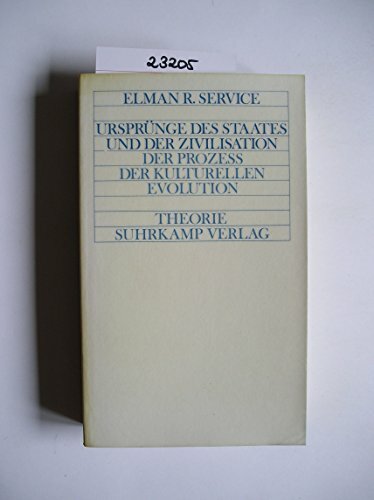 23205
ELMAN R. SERVICE
URSPRÜNGE DES STAATES
UND DER ZIVILISATION
DER PROZESS
DER KULTURELLEN
EVOLUTION
THEORIE
SUHRKAMP VERLAG